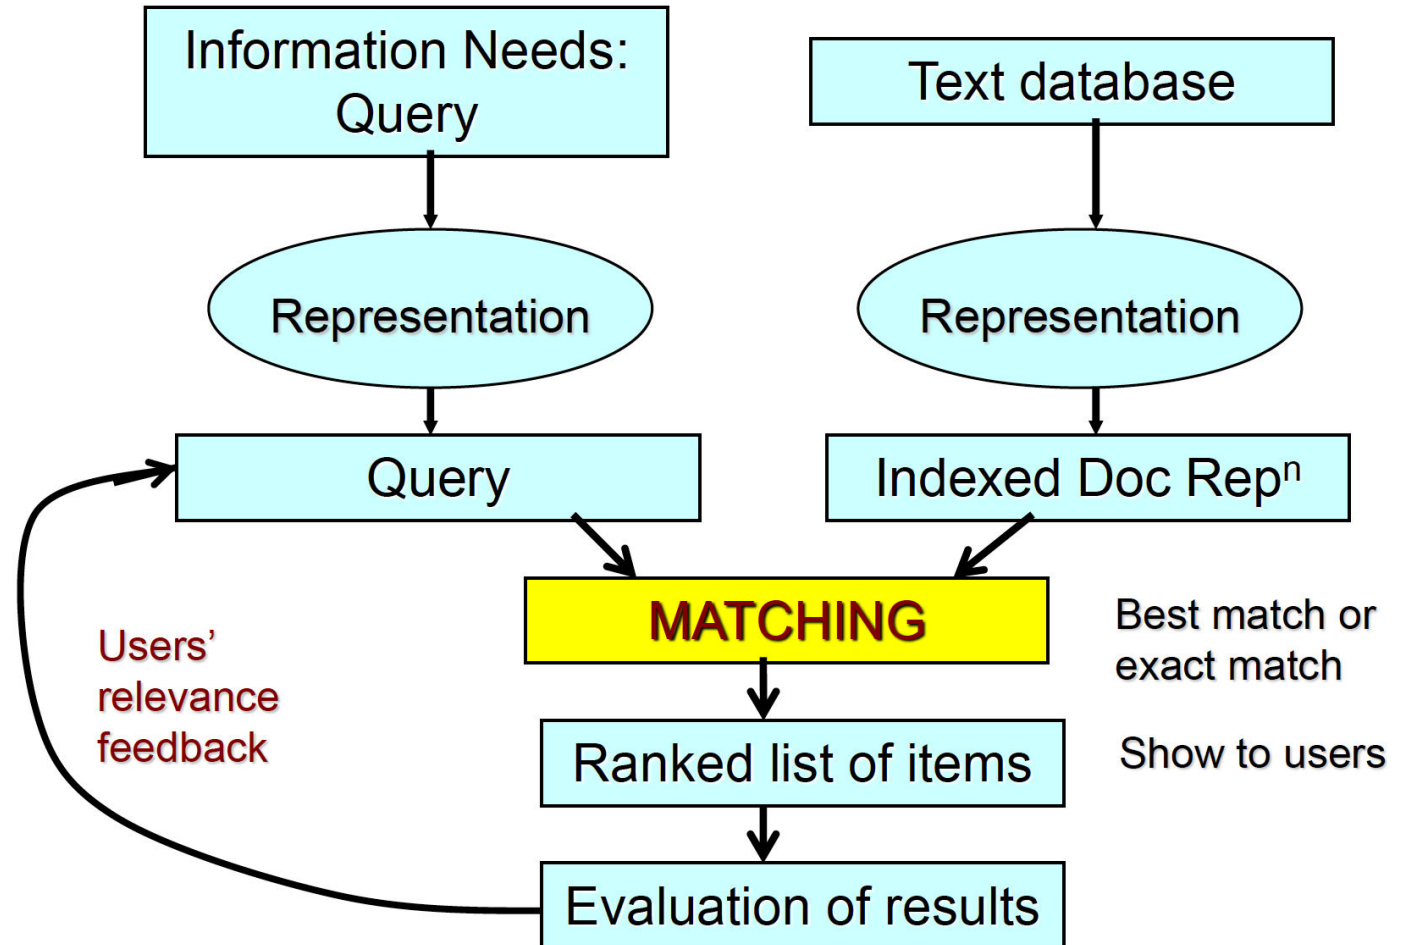 Information Needs:
Query
Text database
Representation
Representation
Query
Indexed Doc Repⁿ
MATCHING
Best match or
exact match
Users’
relevance
feedback
Ranked list of items
Show to users
Evaluation of results